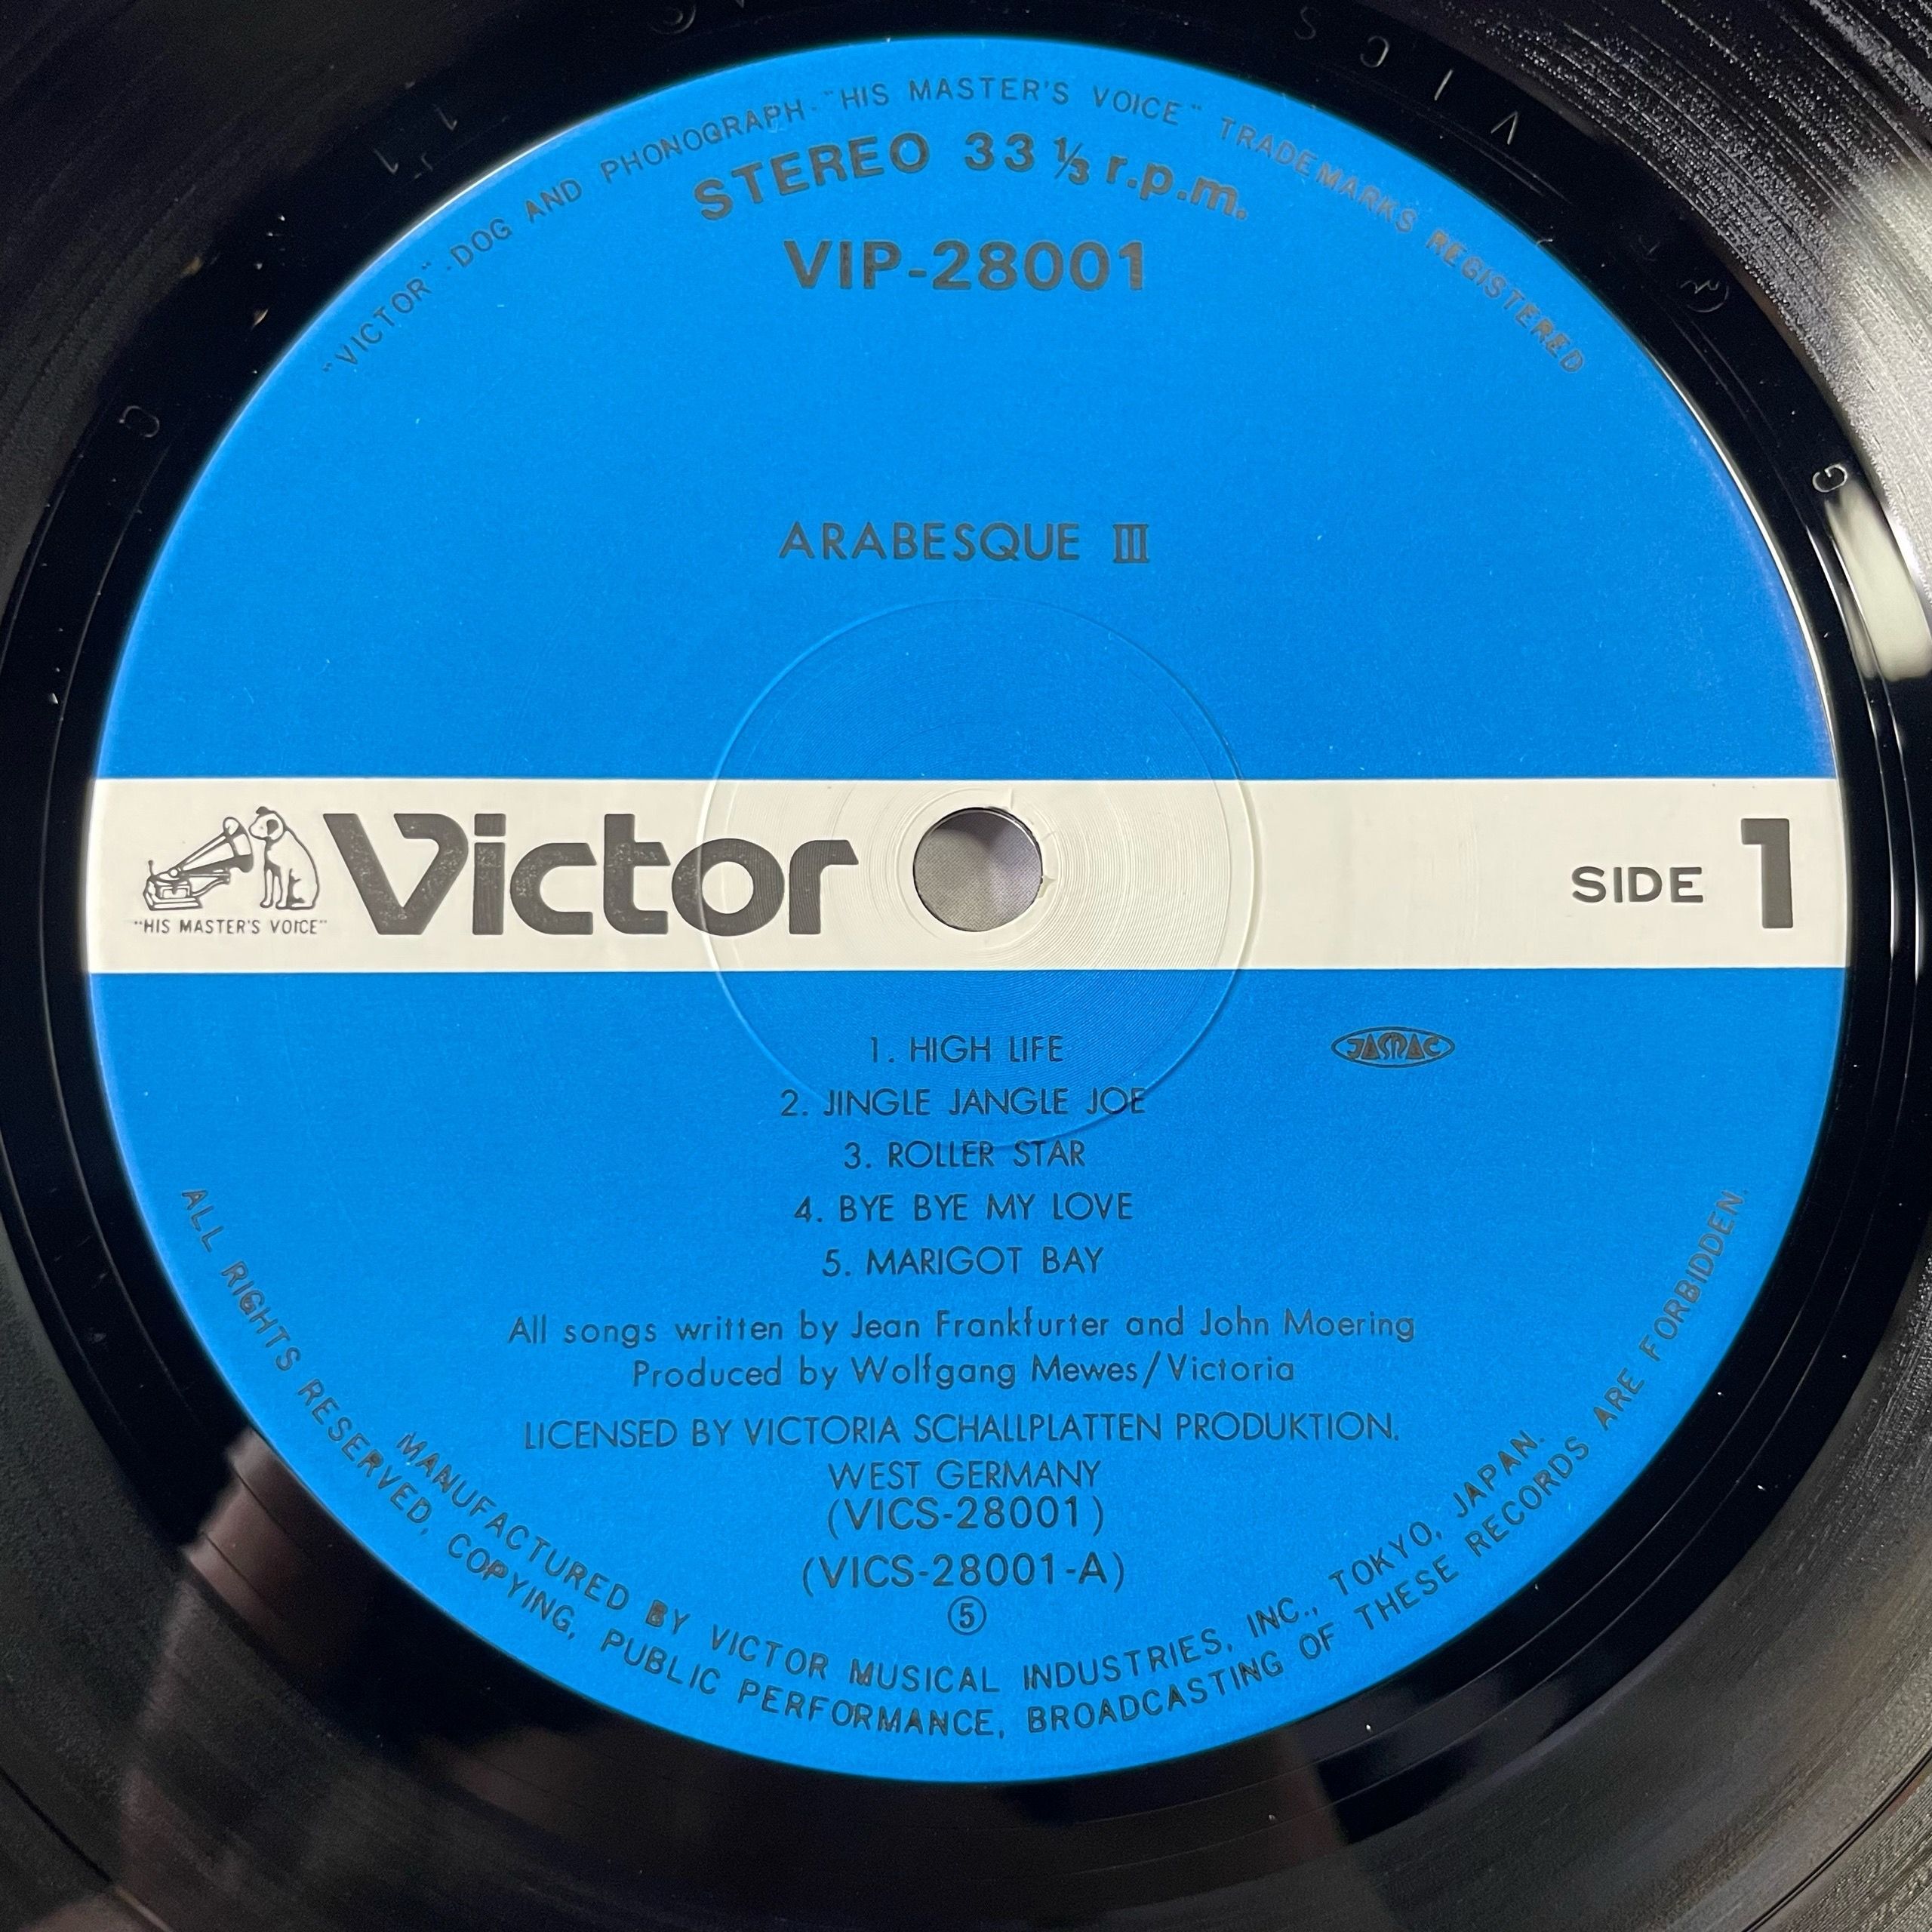 "VICTOR"-DOG AND PHONOGRAPH-"HIS MASTER'S VOICE" TRADEMARKS REGISTERED
STEREO 33 1/3 r.p.m.
VIP-28001
ARABESQUE III
"HIS MASTER'S VOICE"
Victor
SIDE 1
1. HIGH LIFE
JASRAC
2. JINGLE JANGLE JOE
3. ROLLER STAR
4. BYE BYE MY LOVE
5. MARIGOT BAY
All songs written by Jean Frankfurter and John Moering
Produced by Wolfgang Mewes/Victoria
LICENSED BY VICTORIA SCHALLPLATTEN PRODUKTION.
WEST GERMANY
(VICS-28001)
(VICS-28001-A)
⑤
MANUFACTURED BY VICTOR MUSICAL INDUSTRIES, INC., TOKYO, JAPAN.
ALL RIGHTS RESERVED, COPYING, PUBLIC PERFORMANCE, BROADCASTING OF THESE RECORDS ARE FORBIDDEN.